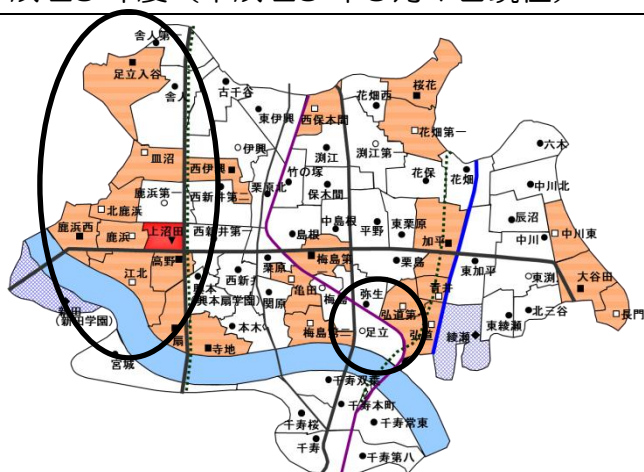 舎人第一
足立入谷
舎人
古千谷
桜花
花畑西
東伊興
西保木間
花畑第一
伊興
渕江
渕江第一
六木
皿沼
西伊興
竹の塚
花保
花畑
鹿浜第一
西新井第二
栗原北
保木間
中川北
北鹿浜
中島根
辰沼
鹿浜西
鹿浜
上沼田
西新井第一
島根
平野
東栗原
加平
中川
中川東
高野
栗原
梅島第一
栗島
東加平
東渕江
大谷田
江北
西新井
亀田
梅島
弥生
青井
(興本扇学園)
関原
弘道第一
北三谷
長門
新田
(新田学園)
扇
本木
梅島第二
足立
弘道
綾瀬
東綾瀬
寺地
宮城
千寿双葉
千寿桜
千寿本町
千寿常東
千寿
千寿第八